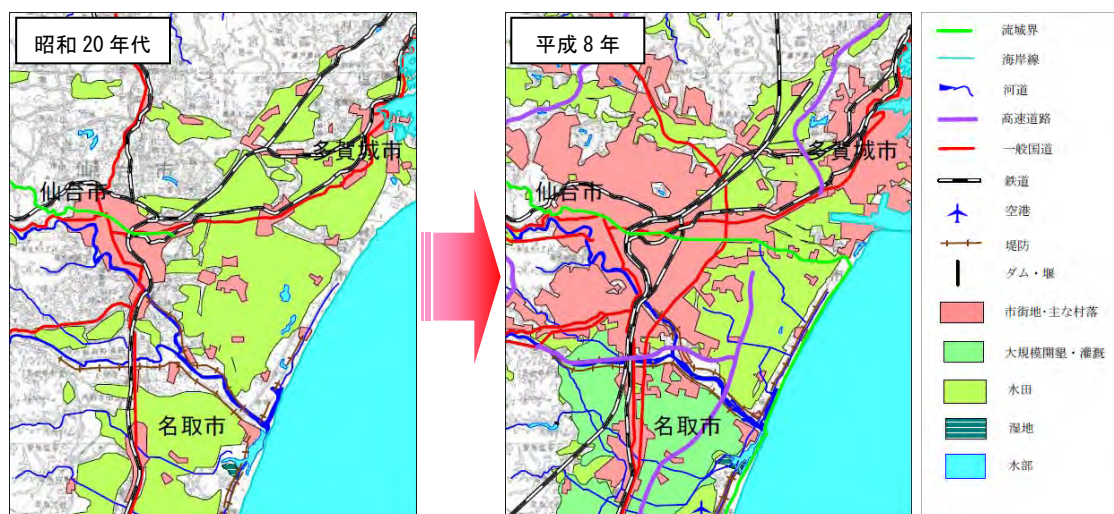 昭和 20 年代
仙台市
多賀城市
名取市
平成 8 年
仙台市
多賀城市
名取市
流域界
海岸線
河道
高速道路
一般国道
鉄道
空港
堤防
ダム・堰
市街地・主な村落
大規模開墾・灌漑
水田
湿地
水部